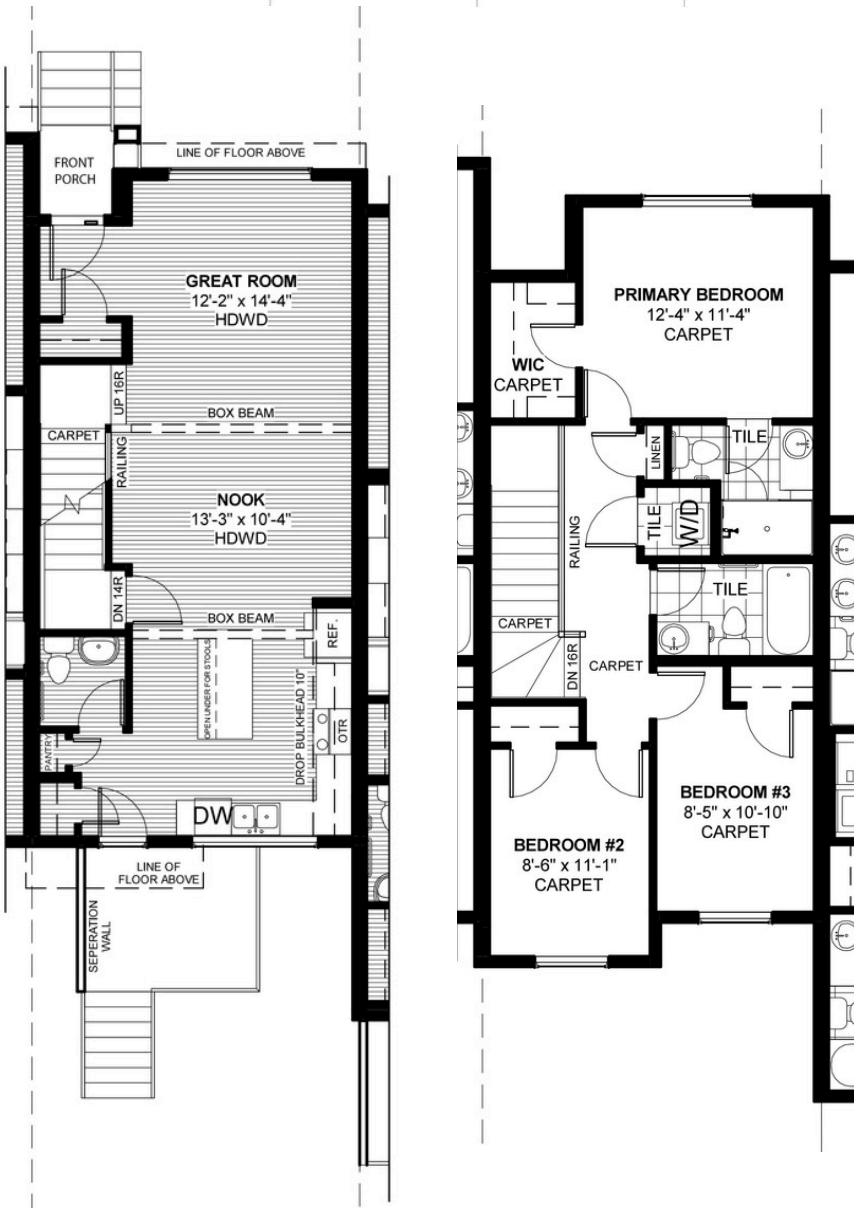 LINE OF FLOOR ABOVE
FRONT
PORCH
GREAT ROOM
12'-2" x 14'-4"
HDWD
UP 16R
BOX BEAM
CARPET
RAILING
NOOK
13'-3" x 10'-4"
HDWD
DN 14R
BOX BEAM
REF.
OPEN UNDER FOR STOOLS
DROP BULKHEAD 10"
OTR
PANTRY
DW
LINE OF
FLOOR ABOVE
SEPERATION
WALL
PRIMARY BEDROOM
12'-4" x 11'-4"
CARPET
WIC
CARPET
LINEN
TILE
TILE
W/D
RAILING
TILE
CARPET
DN 16R
CARPET
BEDROOM #3
8'-5" x 10'-10"
CARPET
BEDROOM #2
8'-6" x 11'-1"
CARPET